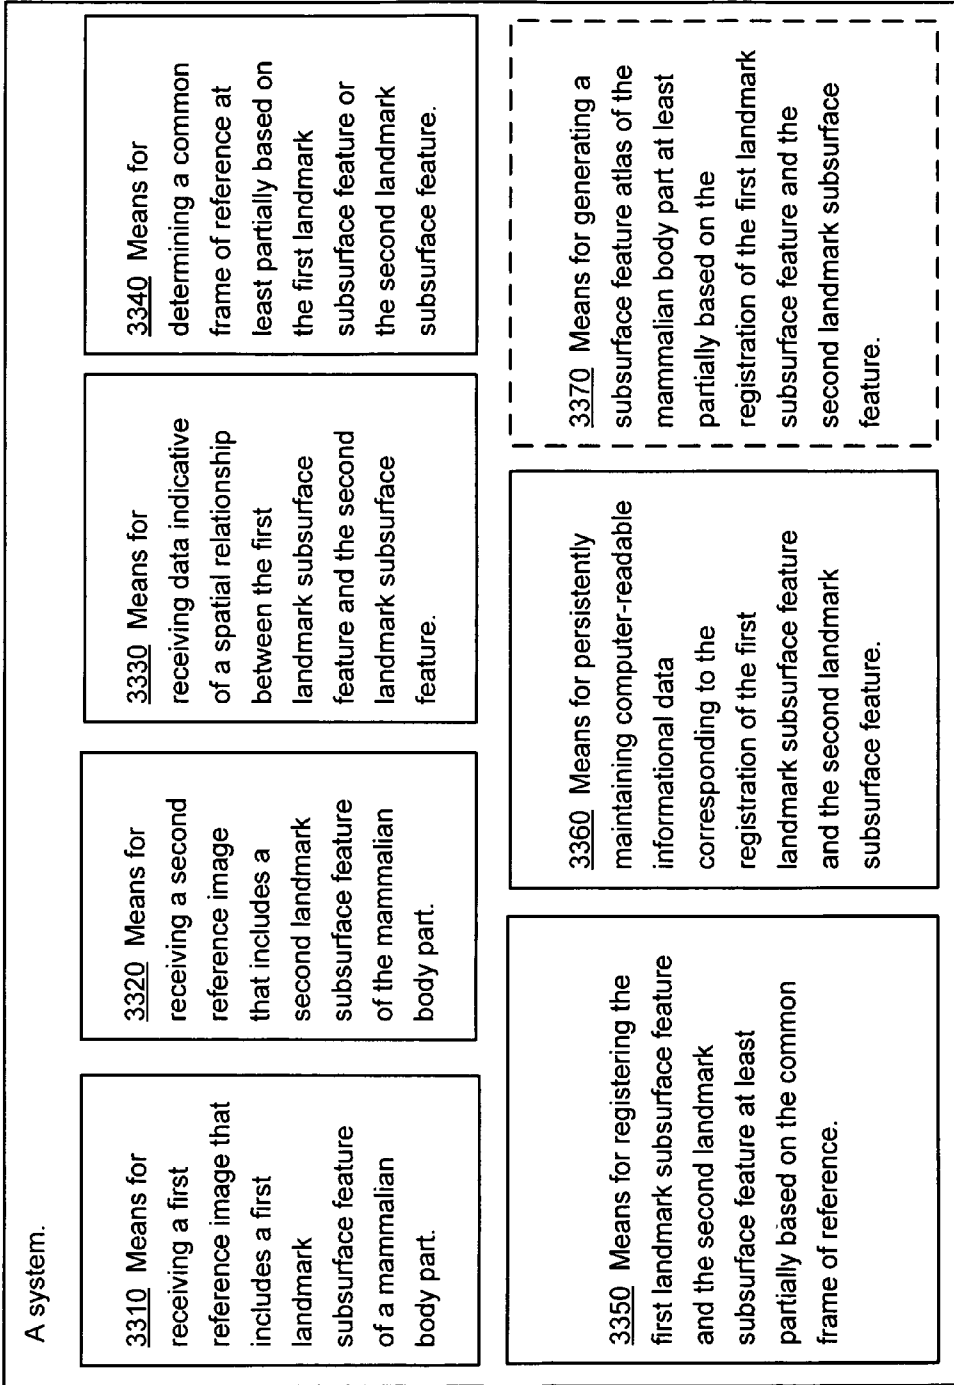 A system.
3310 Means for
receiving a first
reference image that
includes a first
landmark
subsurface feature
of a mammalian
body part.
3320 Means for
receiving a second
reference image
that includes a
second landmark
subsurface feature
of the mammalian
body part.
3330 Means for
receiving data indicative
of a spatial relationship
between the first
landmark subsurface
feature and the second
landmark subsurface
feature.
3340 Means for
determining a common
frame of reference at
least partially based on
the first landmark
subsurface feature or
the second landmark
subsurface feature.
3350 Means for registering the
first landmark subsurface feature
and the second landmark
subsurface feature at least
partially based on the common
frame of reference.
3360 Means for persistently
maintaining computer-readable
informational data
corresponding to the
registration of the first
landmark subsurface feature
and the second landmark
subsurface feature.
3370 Means for generating a
subsurface feature atlas of the
mammalian body part at least
partially based on the
registration of the first landmark
subsurface feature and the
second landmark subsurface
feature.